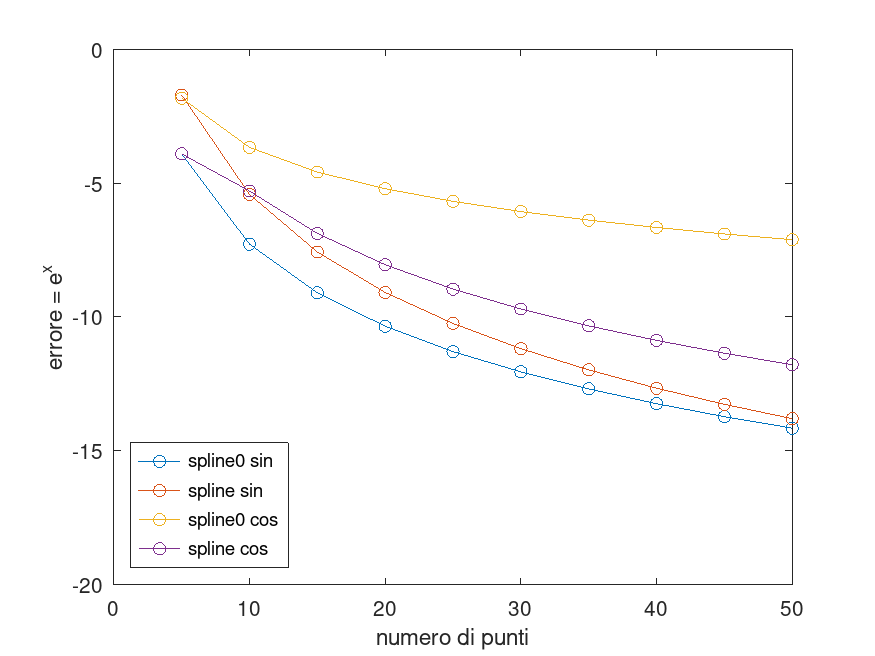 0
-5
-10
-15
-20
errore = e^x
spline0 sin
spline sin
spline0 cos
spline cos
0 10 20 30 40 50
numero di punti